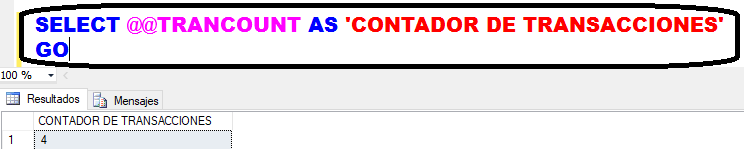 SELECT @@TRANCOUNT AS 'CONTADOR DE TRANSACCIONES'
GO
100 %
Resultados Mensajes
CONTADOR DE TRANSACCIONES
1 4